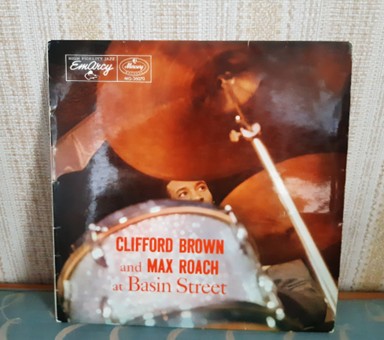 EmArcy
Mercury
CLIFFORD BROWN
and MAX ROACH
at Basin Street